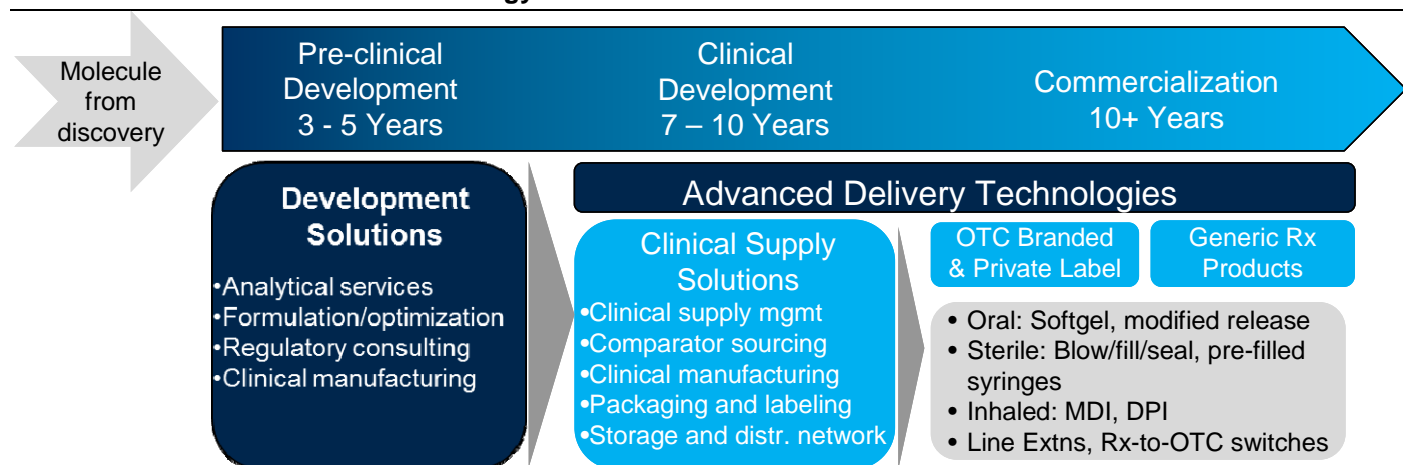 gy
Molecule
from
discovery
Pre-clinical
Development
3 - 5 Years
Clinical
Development
7 – 10 Years
Commercialization
10+ Years
Development
Solutions
•Analytical services
•Formulation/optimization
•Regulatory consulting
•Clinical manufacturing
Advanced Delivery Technologies
Clinical Supply
Solutions
•Clinical supply mgmt
•Comparator sourcing
•Clinical manufacturing
•Packaging and labeling
•Storage and distr. network
OTC Branded
& Private Label
Generic Rx
Products
• Oral: Softgel, modified release
• Sterile: Blow/fill/seal, pre-filled
syringes
• Inhaled: MDI, DPI
• Line Extns, Rx-to-OTC switches